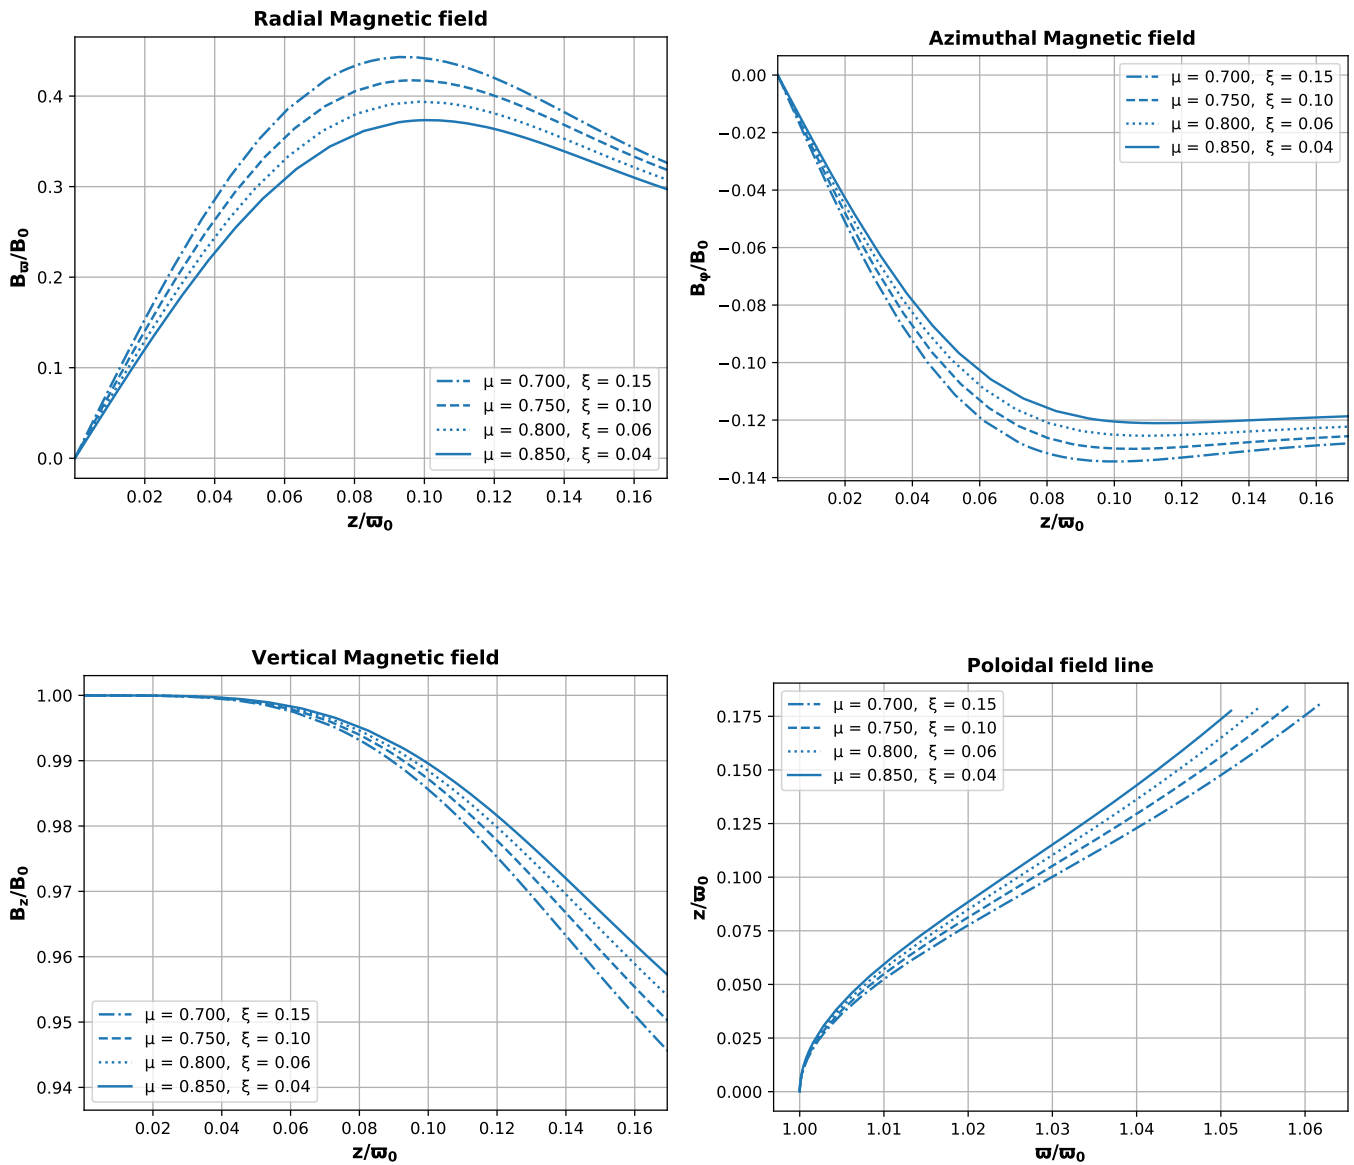 Radial Magnetic field
B_ϖ/B_0
0.4
0.3
0.2
0.1
0.0
μ = 0.700, ξ = 0.15
μ = 0.750, ξ = 0.10
μ = 0.800, ξ = 0.06
μ = 0.850, ξ = 0.04
0.02 0.04 0.06 0.08 0.10 0.12 0.14 0.16
z/ϖ_0
Azimuthal Magnetic field
B_φ/B_0
0.00
−0.02
−0.04
−0.06
−0.08
−0.10
−0.12
−0.14
μ = 0.700, ξ = 0.15
μ = 0.750, ξ = 0.10
μ = 0.800, ξ = 0.06
μ = 0.850, ξ = 0.04
0.02 0.04 0.06 0.08 0.10 0.12 0.14 0.16
z/ϖ_0
Vertical Magnetic field
B_z/B_0
1.00
0.99
0.98
0.97
0.96
0.95
0.94
μ = 0.700, ξ = 0.15
μ = 0.750, ξ = 0.10
μ = 0.800, ξ = 0.06
μ = 0.850, ξ = 0.04
0.02 0.04 0.06 0.08 0.10 0.12 0.14 0.16
z/ϖ_0
Poloidal field line
z/ϖ_0
0.175
0.150
0.125
0.100
0.075
0.050
0.025
0.000
μ = 0.700, ξ = 0.15
μ = 0.750, ξ = 0.10
μ = 0.800, ξ = 0.06
μ = 0.850, ξ = 0.04
1.00 1.01 1.02 1.03 1.04 1.05 1.06
ϖ/ϖ_0